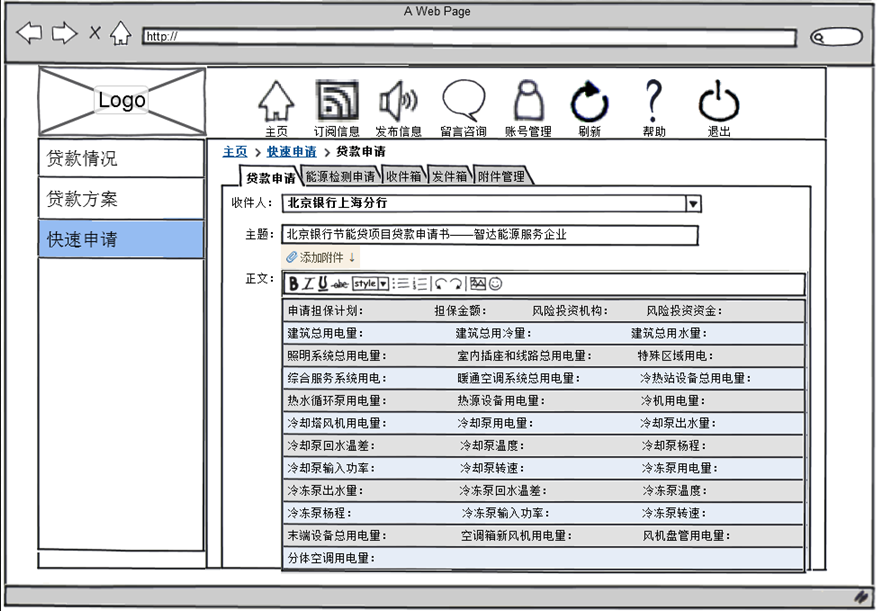 A Web Page
http://
Logo
主页 订阅信息 发布信息 留言咨询 账号管理 刷新 帮助 退出
贷款情况
贷款方案
快速申请
主页 > 快速申请 > 贷款申请
贷款申请 能源检测申请 收件箱 发件箱 附件管理
收件人： 北京银行上海分行
主题： 北京银行节能贷项目贷款申请书——智达能源服务企业
添加附件 ↓
正文： B I U abc style
申请担保计划： 担保金额： 风险投资机构： 风险投资资金：
建筑总用电量： 建筑总用冷量： 建筑总用水量：
照明系统总用电量： 室内插座和线路总用电量： 特殊区域用电：
综合服务系统用电： 暖通空调系统总用电量： 冷热站设备总用电量：
热水循环泵用电量： 热源设备用电量： 冷机用电量：
冷却塔风机用电量： 冷却泵用电量： 冷却泵出水量：
冷却泵回水温差： 冷却泵温度： 冷却泵杨程：
冷却泵输入功率： 冷却泵转速： 冷冻泵用电量：
冷冻泵出水量： 冷冻泵回水温差： 冷冻泵温度：
冷冻泵杨程： 冷冻泵输入功率： 冷冻泵转速：
末端设备总用电量： 空调箱新风机用电量： 风机盘管用电量：
分体空调用电量：